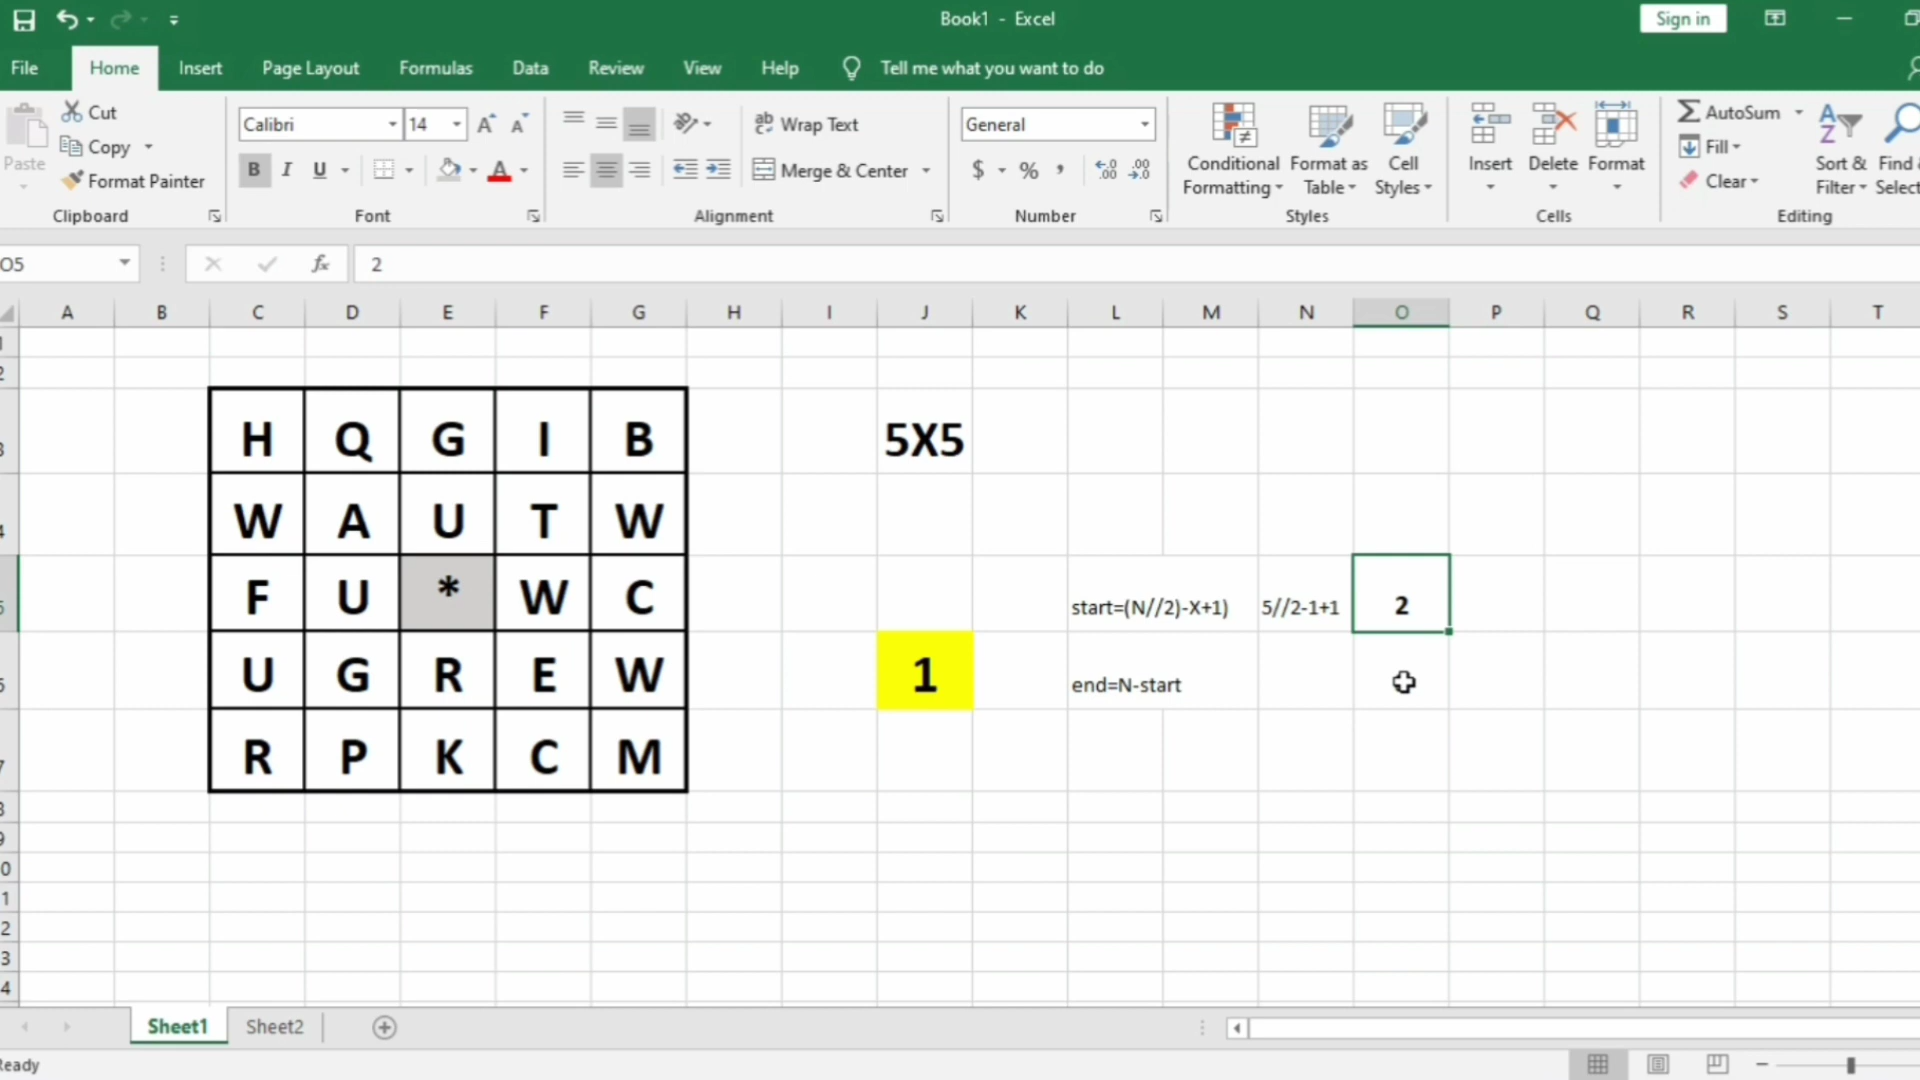 Book1 - Excel
Sign in
File Home Insert Page Layout Formulas Data Review View Help Tell me what you want to do
Paste
Cut
Copy
Format Painter
Clipboard
Calibri 14
B I U
Font
Wrap Text
Merge & Center
Alignment
General
$ % ,
Number
Conditional Formatting
Format as Table
Cell Styles
Styles
Insert Delete Format
Cells
AutoSum
Fill
Clear
Sort & Filter
Find &
Select
Editing
O5 fx 2
A B C D E F G H I J K L M N O P Q R S T
H Q G I B 5X5
W A U T W
F U * W C start=(N//2)-X+1) 5//2-1+1 2
U G R E W 1 end=N-start
R P K C M
Sheet1 Sheet2